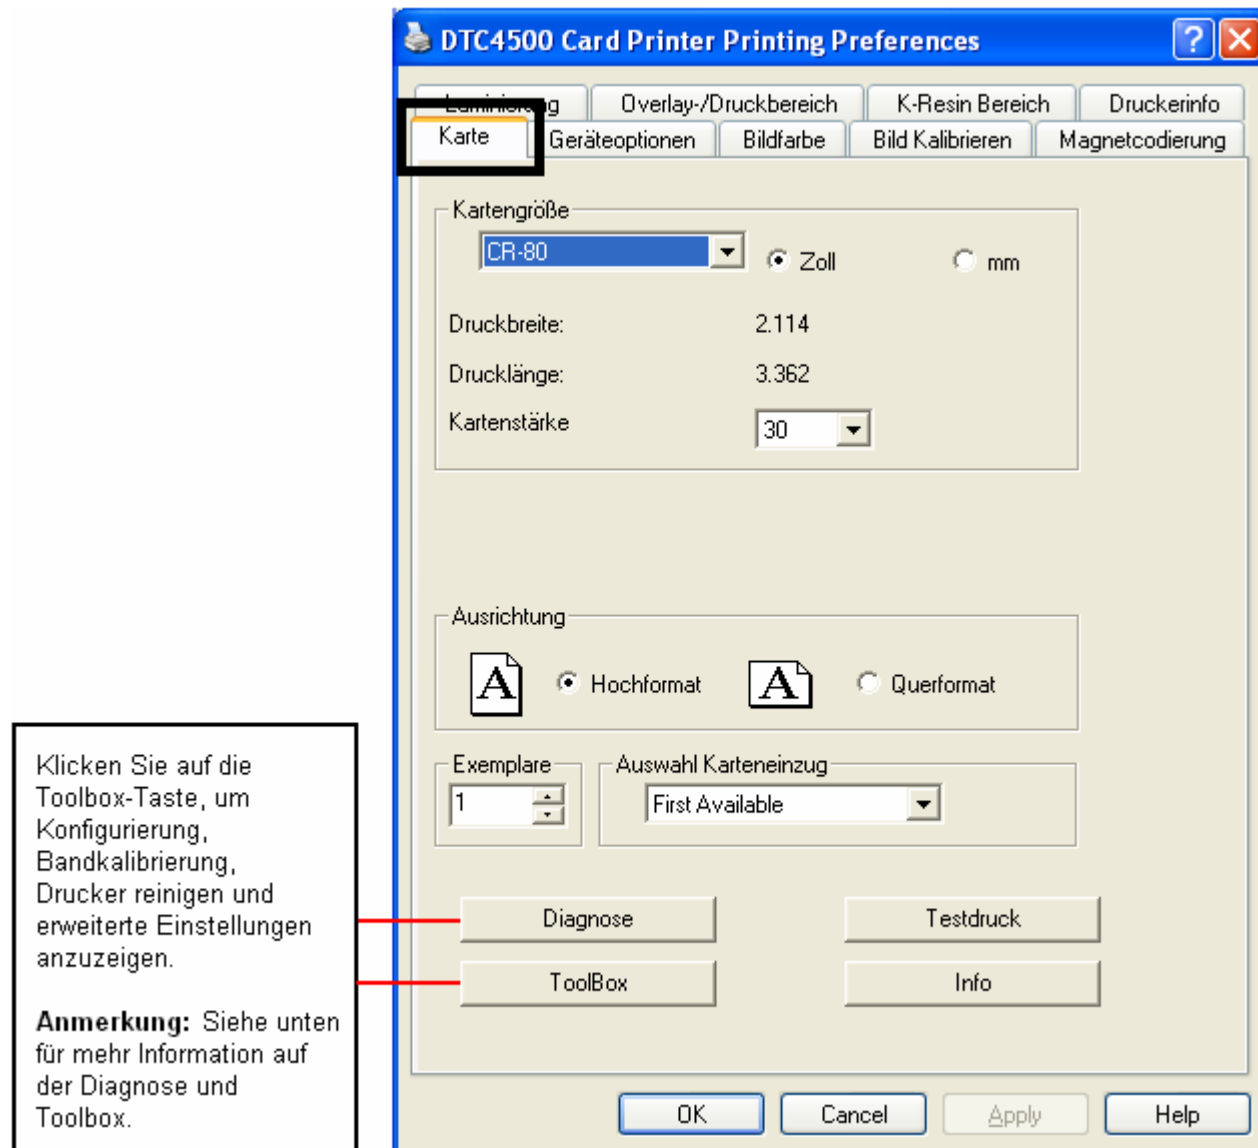 DTC4500 Card Printer Printing Preferences
Laminierung Overlay-/Druckbereich K-Resin Bereich Druckerinfo
Karte Geräteoptionen Bildfarbe Bild Kalibrieren Magnetcodierung
Kartengröße
CR-80 Zoll mm
Druckbreite: 2.114
Drucklänge: 3.362
Kartenstärke 30
Ausrichtung
A Hochformat A Querformat
Exemplare Auswahl Karteneinzug
1 First Available
Diagnose Testdruck
ToolBox Info
OK Cancel Apply Help
Klicken Sie auf die
Toolbox-Taste, um
Konfigurierung,
Bandkalibrierung,
Drucker reinigen und
erweiterte Einstellungen
anzuzeigen.
Anmerkung: Siehe unten
für mehr Information auf
der Diagnose und
Toolbox.